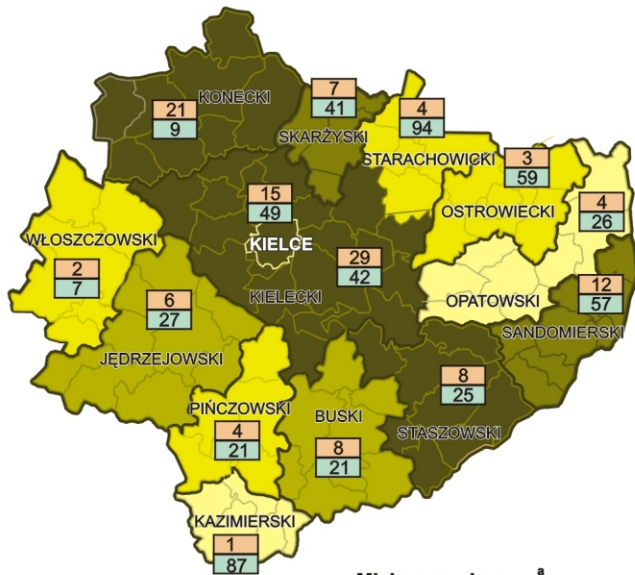 7
41
SKARŻYSKI
21
9
KONECKI
4
94
STARACHOWICKI
3
59
OSTROWIECKI
4
26
OPATOWSKI
15
49
KIELCE
29
42
KIELECKI
WŁOSZCZOWSKI
2
7
12
57
SANDOMIERSKI
6
27
JĘDRZEJOWSKI
8
25
STASZOWSKI
PIŃCZOWSKI
4
21
BUSKI
8
21
KAZIMIERSKI
1
87